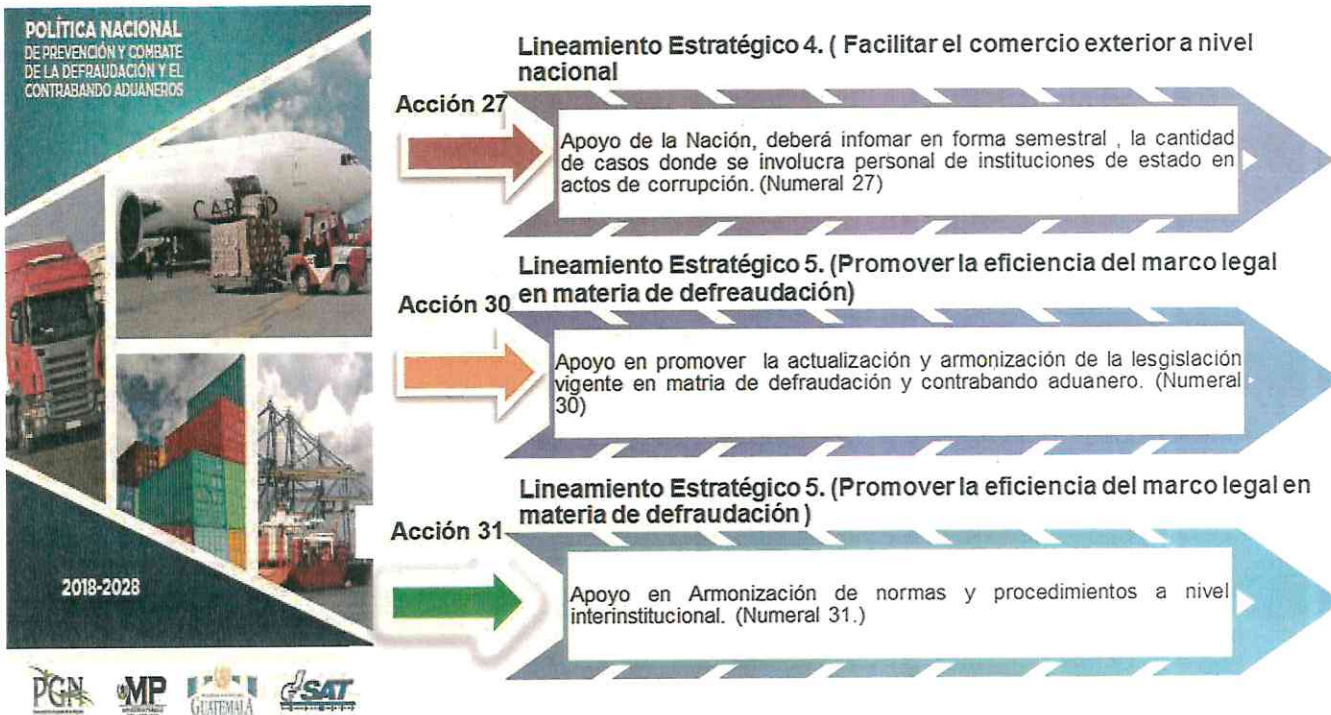 POLÍTICA NACIONAL
DE PREVENCIÓN Y COMBATE
DE LA DEFRAUDACIÓN Y EL
CONTRABANDO ADUANEROS
CARGO
2018-2028
PGN
MP
GUATEMALA
SAT
Lineamiento Estratégico 4. ( Facilitar el comercio exterior a nivel
nacional
Acción 27
Apoyo de la Nación, deberá infomar en forma semestral , la cantidad
de casos donde se involucra personal de instituciones de estado en
actos de corrupción. (Numeral 27)
Lineamiento Estratégico 5. (Promover la eficiencia del marco legal
en materia de defreaudación)
Acción 30
Apoyo en promover la actualización y armonización de la lesgislación
vigente en matria de defraudación y contrabando aduanero. (Numeral
30)
Lineamiento Estratégico 5. (Promover la eficiencia del marco legal en
materia de defraudación )
Acción 31
Apoyo en Armonización de normas y procedimientos a nivel
interinstitucional. (Numeral 31.)